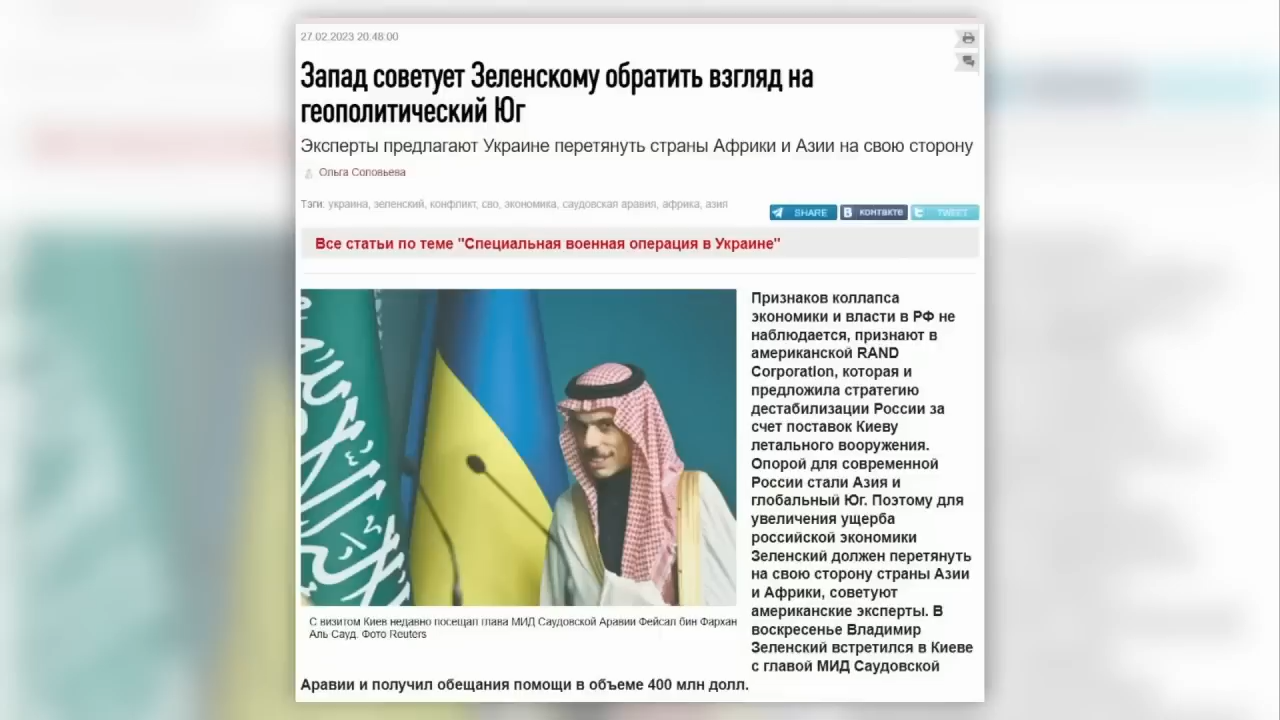 27.02.2023 20:48:00
Запад советует Зеленскому обратить взгляд на
геополитический Юг
Эксперты предлагают Украине перетянуть страны Африки и Азии на свою сторону
Ольга Соловьева
Тэги: украина, зеленский, конфликт, сво, экономика, саудовская аравия, африка, азия
SHARE
В КОНТАКТЕ
TWEET
Все статьи по теме "Специальная военная операция в Украине"
Признаков коллапса
экономики и власти в РФ не
наблюдается, признают в
американской RAND
Corporation, которая и
предложила стратегию
дестабилизации России за
счет поставок Киеву
летального вооружения.
Опорой для современной
России стали Азия и
глобальный Юг. Поэтому для
увеличения ущерба
российской экономики
Зеленский должен перетянуть
на свою сторону страны Азии
и Африки, советуют
американские эксперты. В
воскресенье Владимир
Зеленский встретился в Киеве
с главой МИД Саудовской
Аравии и получил обещания помощи в объеме 400 млн долл.
С визитом Киев недавно посещал глава МИД Саудовской Аравии Фейсал бин Фархан
Аль Сауд. Фото Reuters